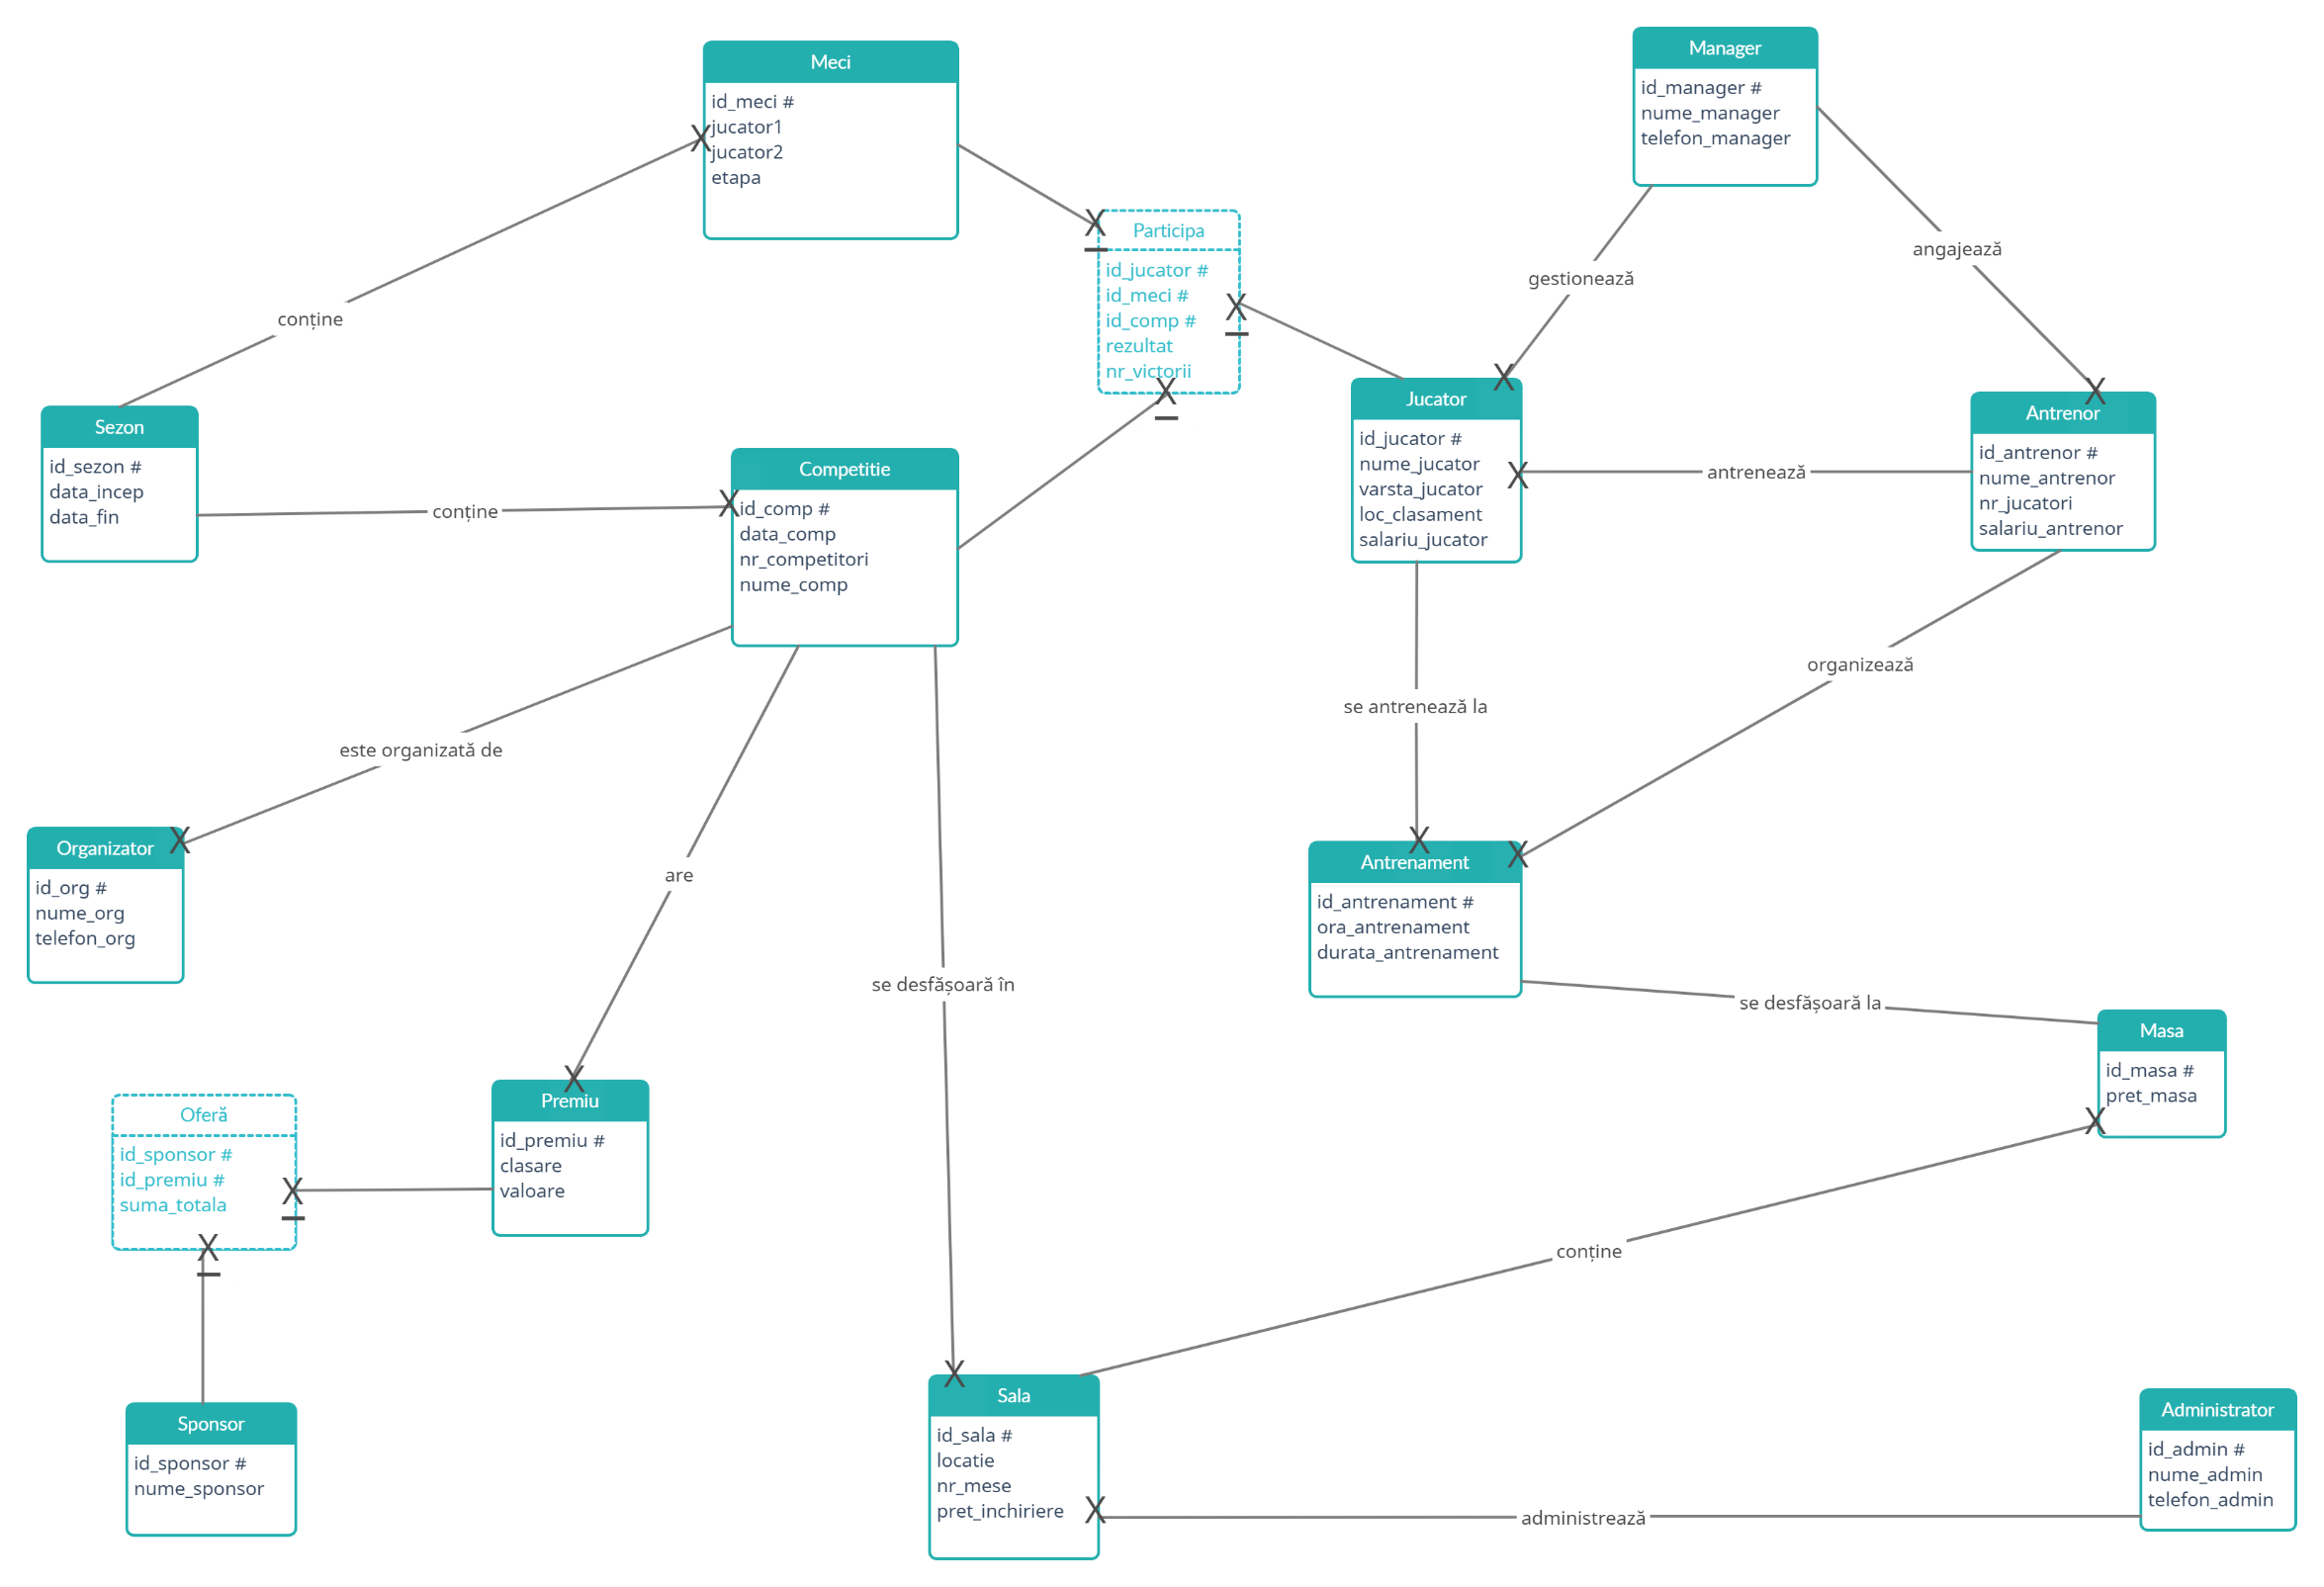 Meci
id_meci #
jucator1
jucator2
etapa
Manager
id_manager #
nume_manager
telefon_manager
Participa
id_jucator #
id_meci #
id_comp #
rezultat
nr_victorii
gestionează
angajează
conține
Sezon
id_sezon #
data_incep
data_fin
conține
Competitie
id_comp #
data_comp
nr_competitori
nume_comp
Jucator
id_jucator #
nume_jucator
varsta_jucator
loc_clasament
salariu_jucator
antrenează
Antrenor
id_antrenor #
nume_antrenor
nr_jucatori
salariu_antrenor
este organizată de
se antrenează la
organizează
Organizator
id_org #
nume_org
telefon_org
are
se desfășoară în
Antrenament
id_antrenament #
ora_antrenament
durata_antrenament
se desfășoară la
Masa
id_masa #
pret_masa
Oferă
id_sponsor #
id_premiu #
suma_totala
Premiu
id_premiu #
clasare
valoare
conține
Sponsor
id_sponsor #
nume_sponsor
Sala
id_sala #
locatie
nr_mese
pret_inchiriere
administrează
Administrator
id_admin #
nume_admin
telefon_admin